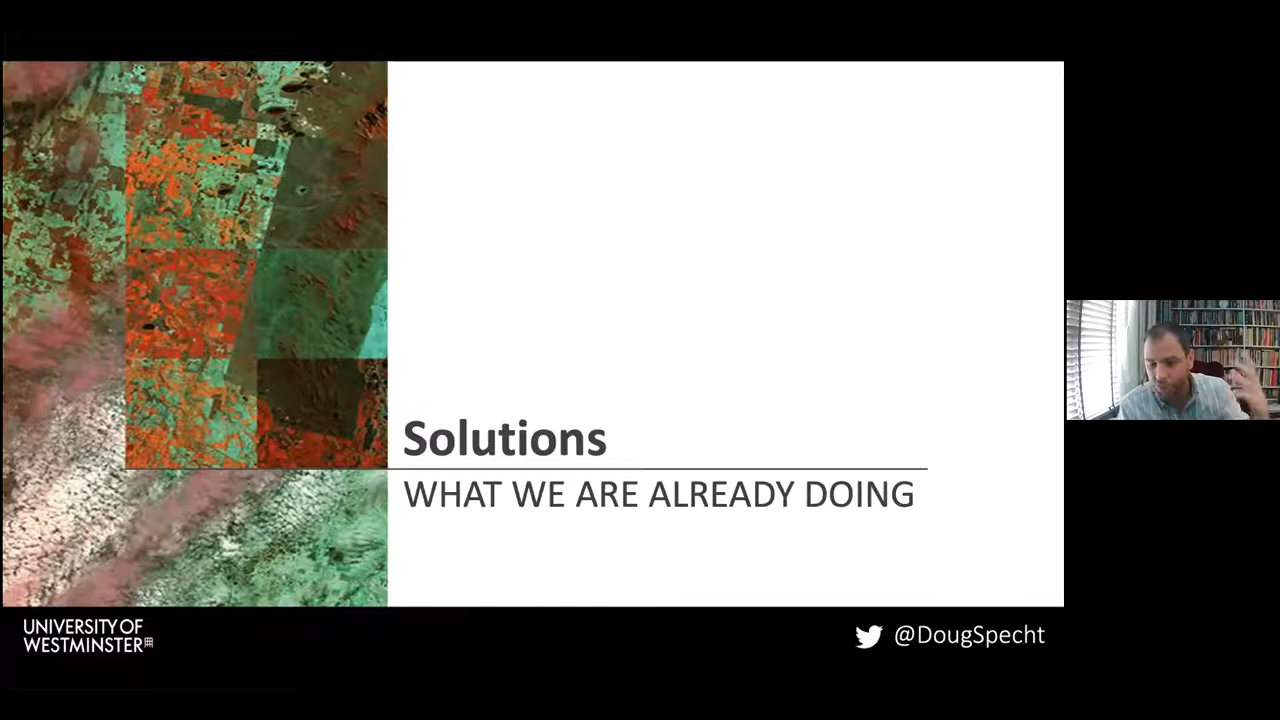 Solutions
WHAT WE ARE ALREADY DOING
UNIVERSITY OF
WESTMINSTER
@DougSpecht